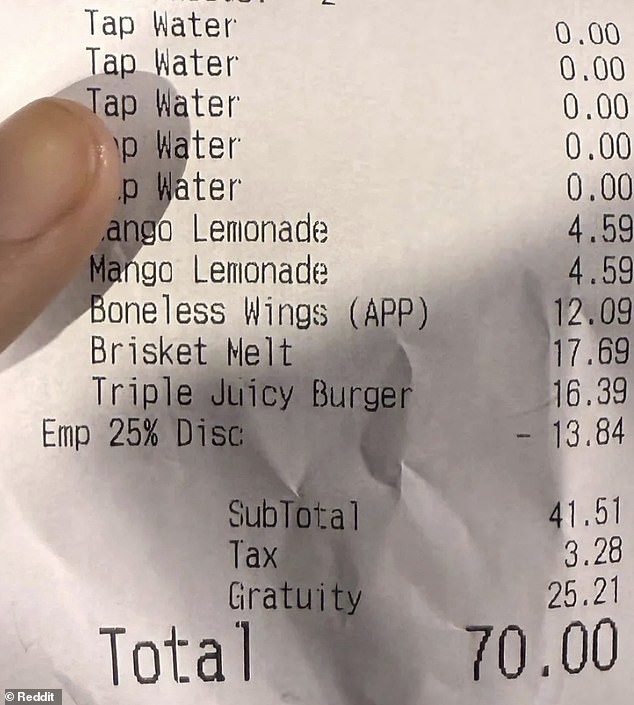 Tap Water 0.00
Tap Water 0.00
Tap Water 0.00
p Water 0.00
p Water 0.00
ango Lemonade 4.59
Mango Lemonade 4.59
Boneless Wings (APP) 12.09
Brisket Melt 17.69
Triple Juicy Burger 16.39
Emp 25% Disc - 13.84
SubTotal 41.51
Tax 3.28
Gratuity 25.21
Total 70.00
© Reddit